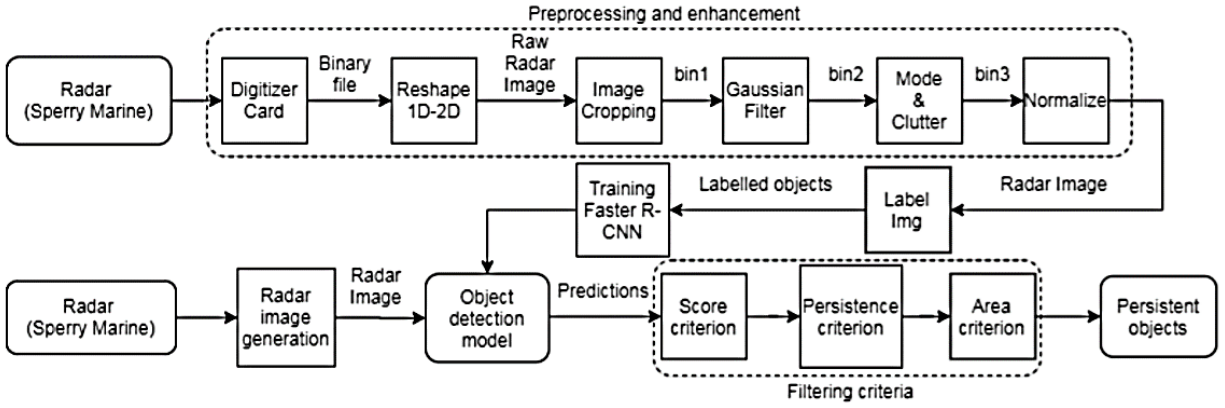 Preprocessing and enhancement
Radar
(Sperry Marine)
Digitizer
Card
Binary
file
Reshape
1D-2D
Raw
Radar
Image
Image
Cropping
bin1
Gaussian
Filter
bin2
Mode
&
Clutter
bin3
Normalize
Radar Image
Label
Img
Labelled objects
Training
Faster R-
CNN
Radar
(Sperry Marine)
Radar
image
generation
Radar
Image
Object
detection
model
Predictions
Score
criterion
Persistence
criterion
Area
criterion
Persistent
objects
Filtering criteria